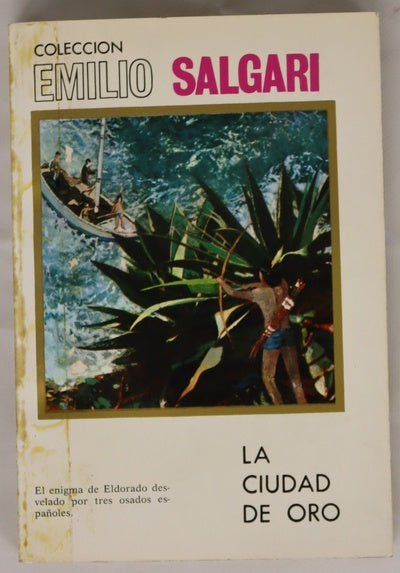 COLECCION
EMILIO SALGARI
El enigma de Eldorado des-
velado por tres osados es-
pañoles.
LA
CIUDAD
DE ORO